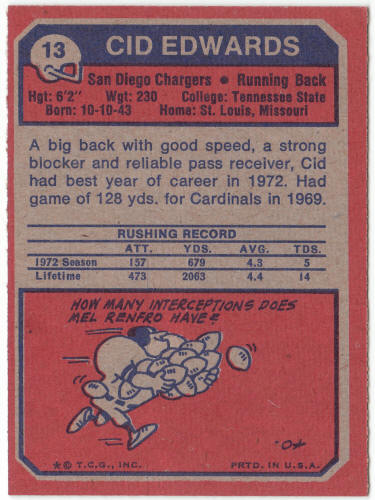 13
CID EDWARDS
San Diego Chargers ● Running Back
Hgt: 6'2" Wgt: 230 College: Tennessee State
Born: 10-10-43 Home: St. Louis, Missouri
A big back with good speed, a strong
blocker and reliable pass receiver, Cid
had best year of career in 1972. Had
game of 128 yds. for Cardinals in 1969.
RUSHING RECORD
ATT. YDS. AVG. TDS.
1972 Season 157 679 4.3 5
Lifetime 473 2063 4.4 14
HOW MANY INTERCEPTIONS DOES
MEL RENFRO HAVE?
* © T.C.G., INC. PRTD. IN U.S.A.